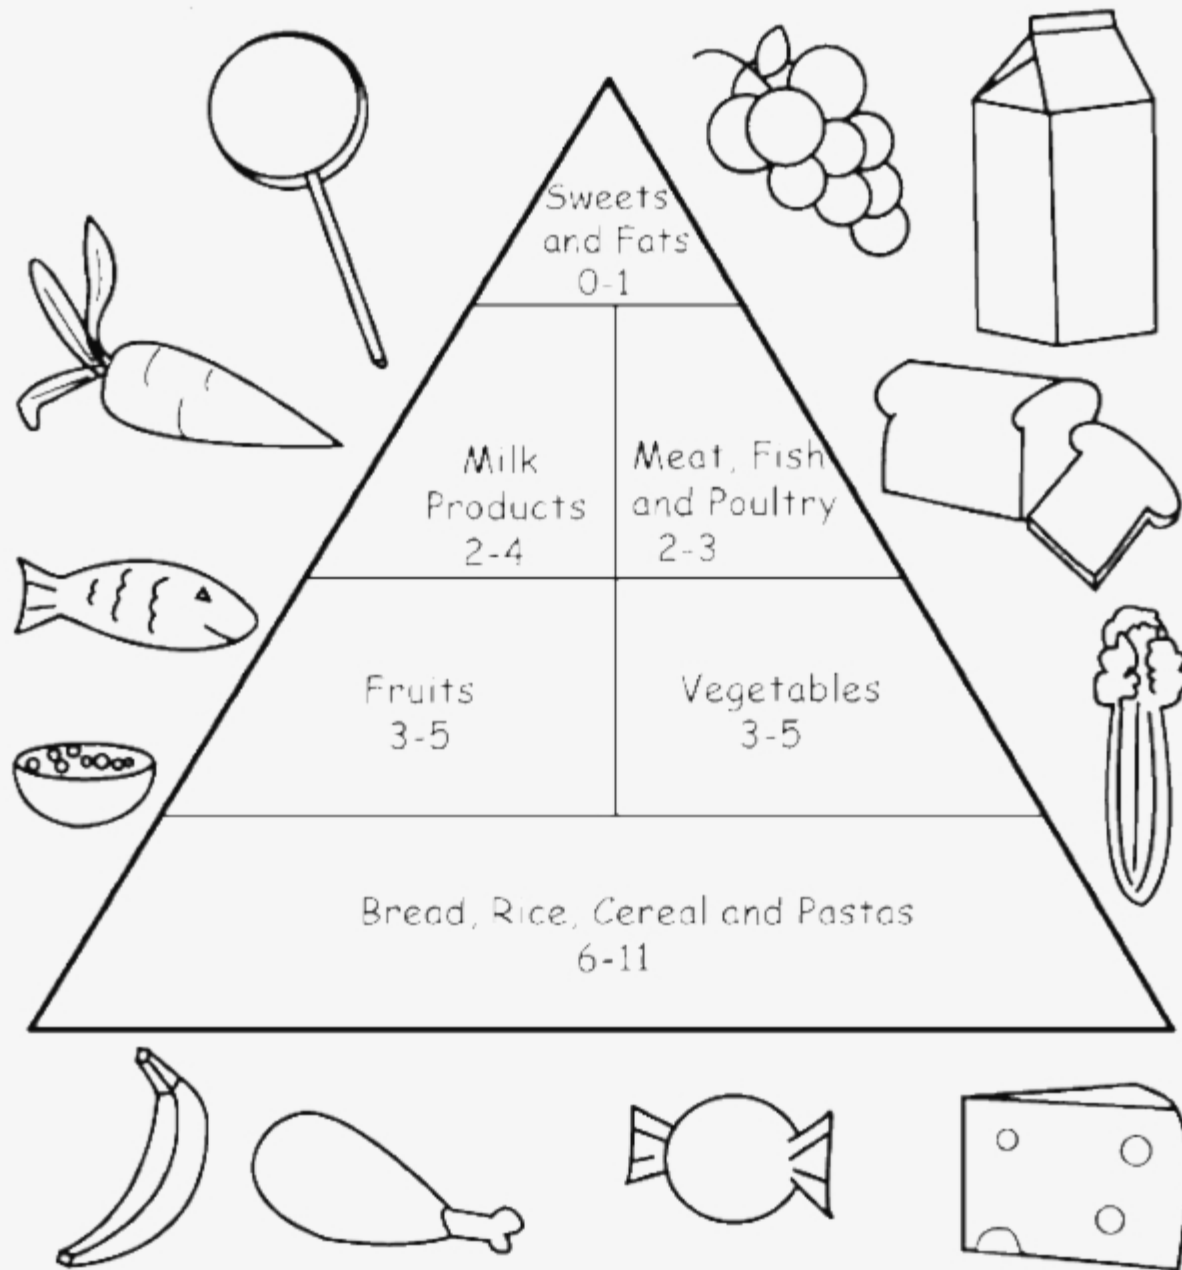 Sweets
and Fats
0-1
Milk
Products
2-4
Meat, Fish
and Poultry
2-3
Fruits
3-5
Vegetables
3-5
Bread, Rice, Cereal and Pastas
6-11